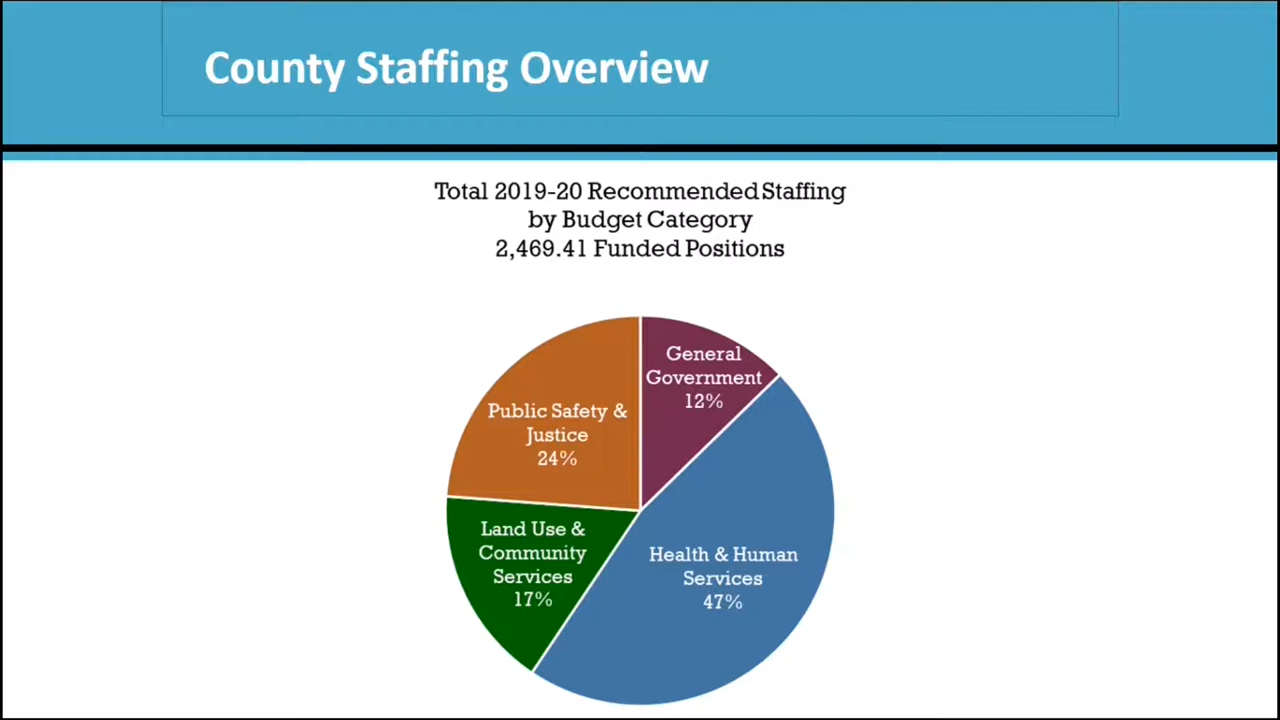 County Staffing Overview
Total 2019-20 Recommended Staffing
by Budget Category
2,469.41 Funded Positions
General
Government
12%
Public Safety &
Justice
24%
Land Use &
Community
Services
17%
Health & Human
Services
47%